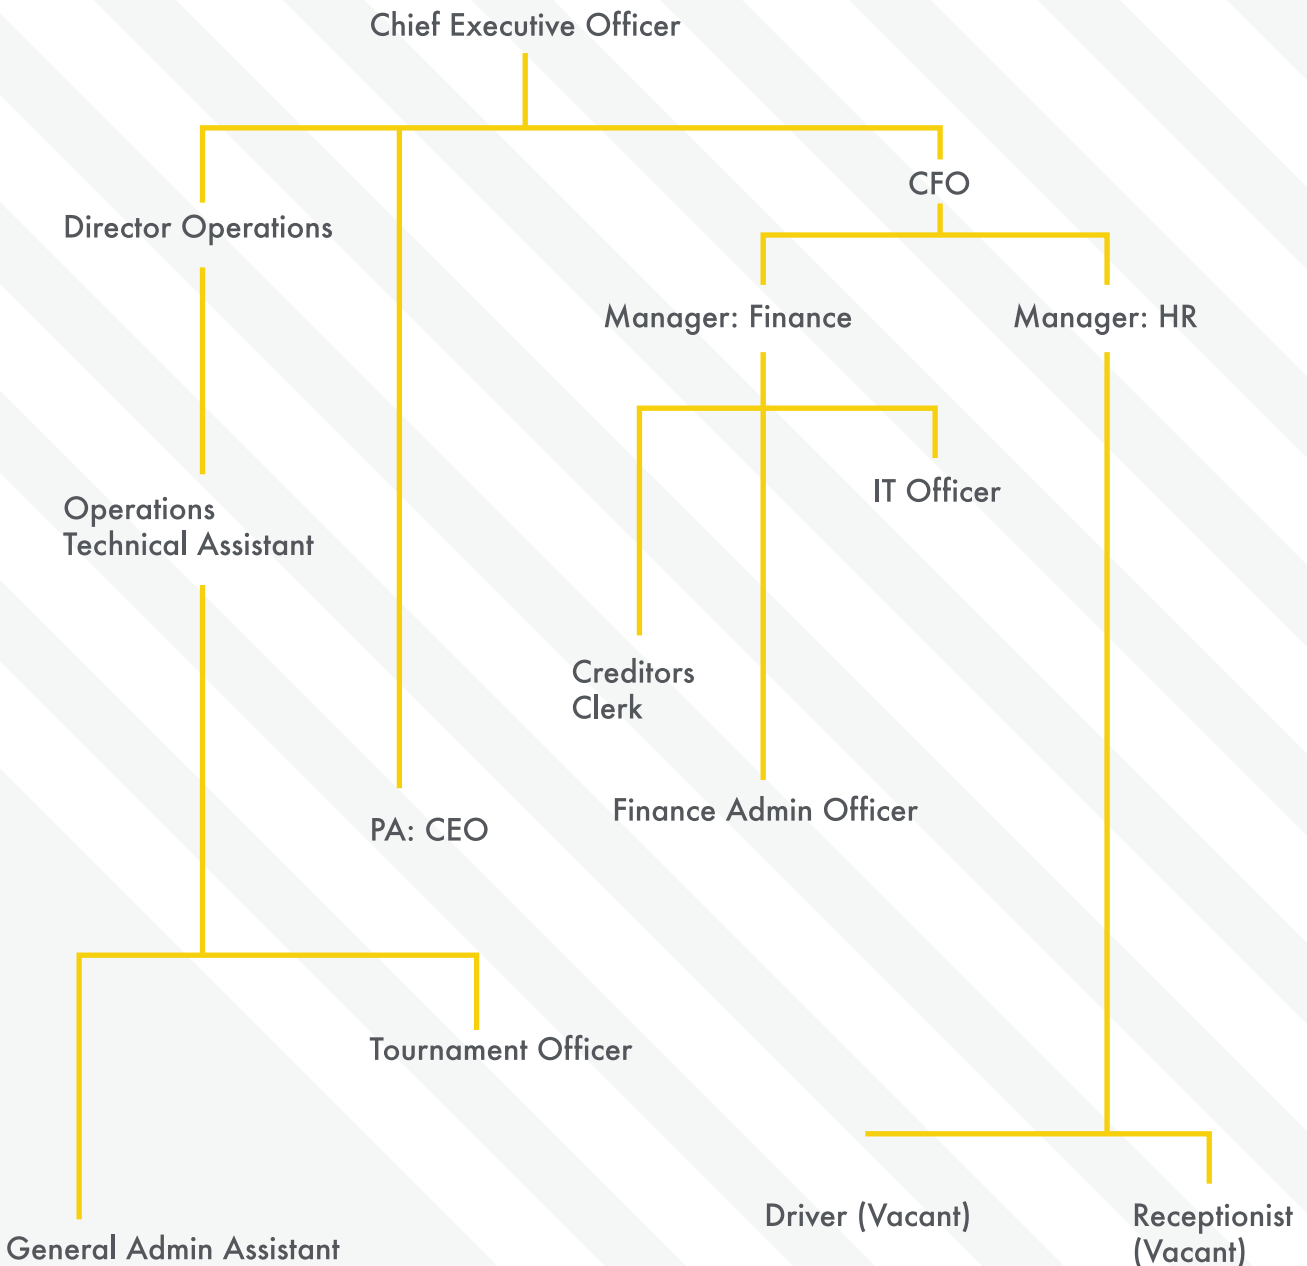 Chief Executive Officer
CFO
Director Operations
Manager: Finance
Manager: HR
IT Officer
Operations
Technical Assistant
Creditors
Clerk
Finance Admin Officer
PA: CEO
Tournament Officer
Driver (Vacant)
Receptionist
(Vacant)
General Admin Assistant